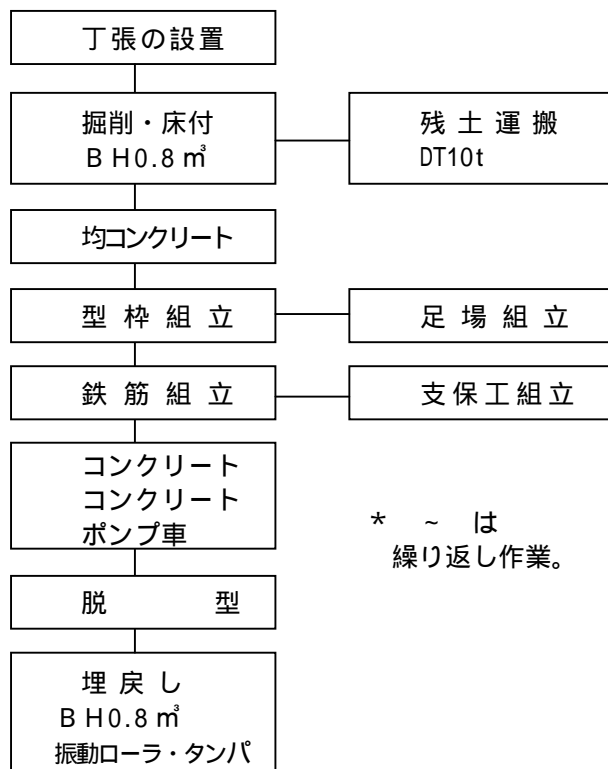 丁張の設置
掘削・床付
ＢＨ0.8㎥
残土運搬
DT10t
均コンクリート
型枠組立
足場組立
鉄筋組立
支保工組立
コンクリート
コンクリート
ポンプ車
* ~ は
繰り返し作業。
脱型
埋戻し
ＢＨ0.8㎥
振動ローラ・タンパ